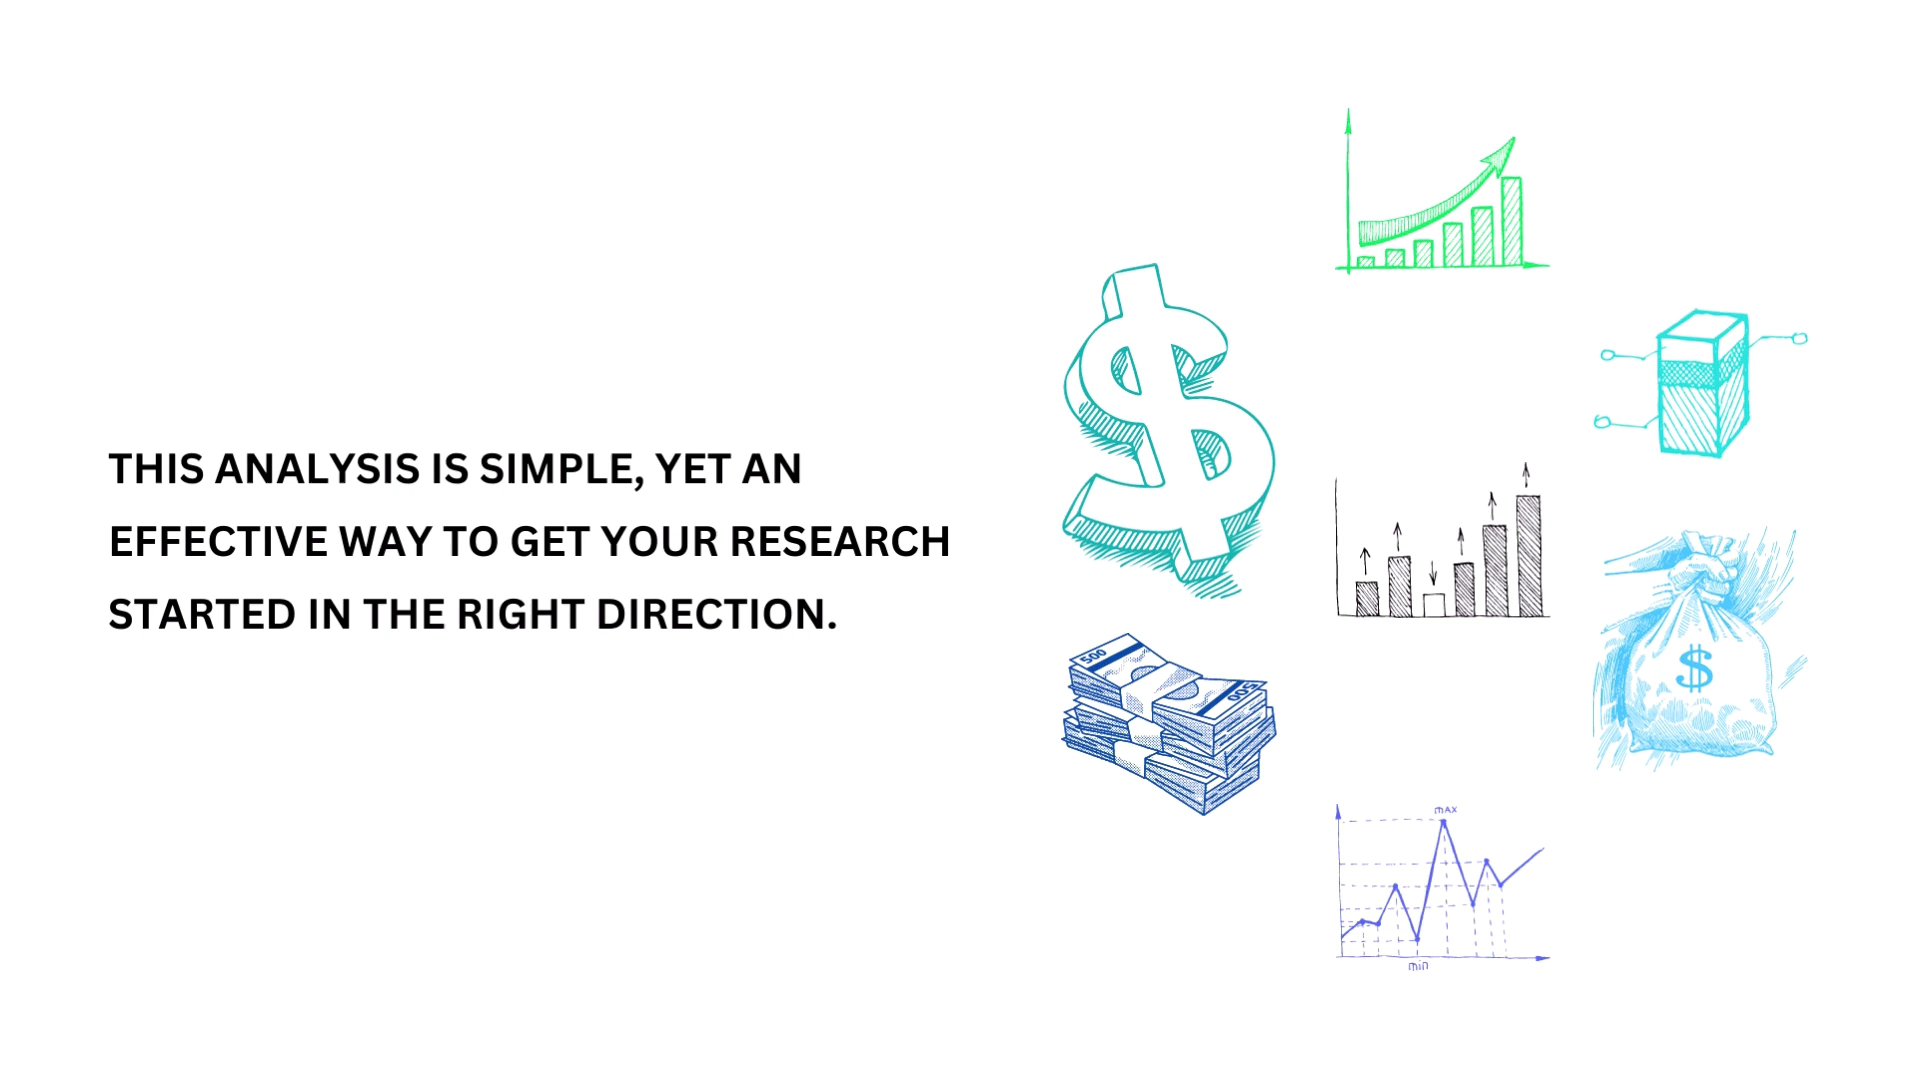 THIS ANALYSIS IS SIMPLE, YET AN
EFFECTIVE WAY TO GET YOUR RESEARCH
STARTED IN THE RIGHT DIRECTION.
$
$
500
500
max
min